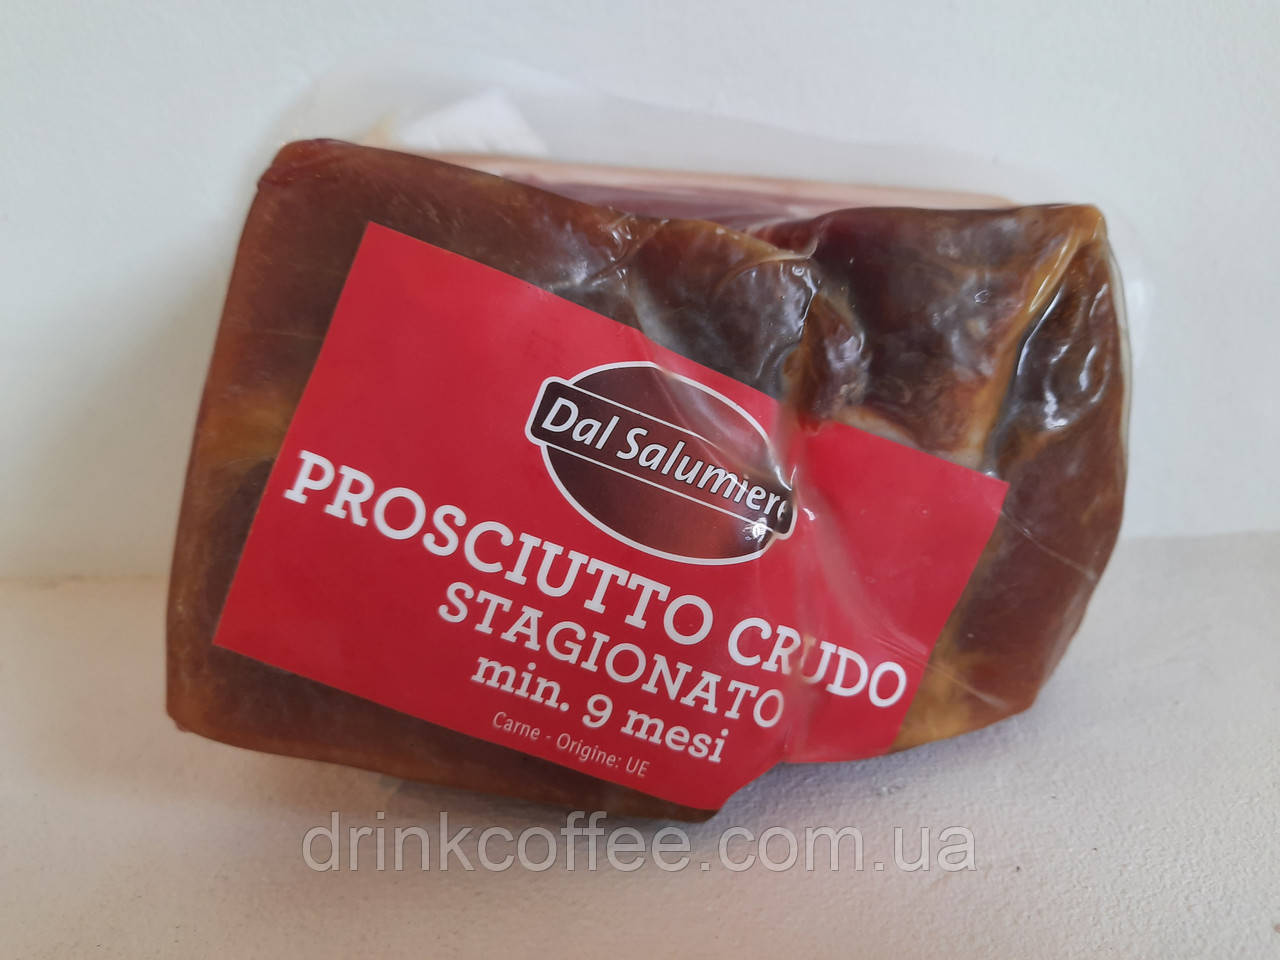 Dal Salumiere
PROSCIUTTO CRUDO
STAGIONATO
min. 9 mesi
Carne - Origine: UE
drinkcoffee.com.ua